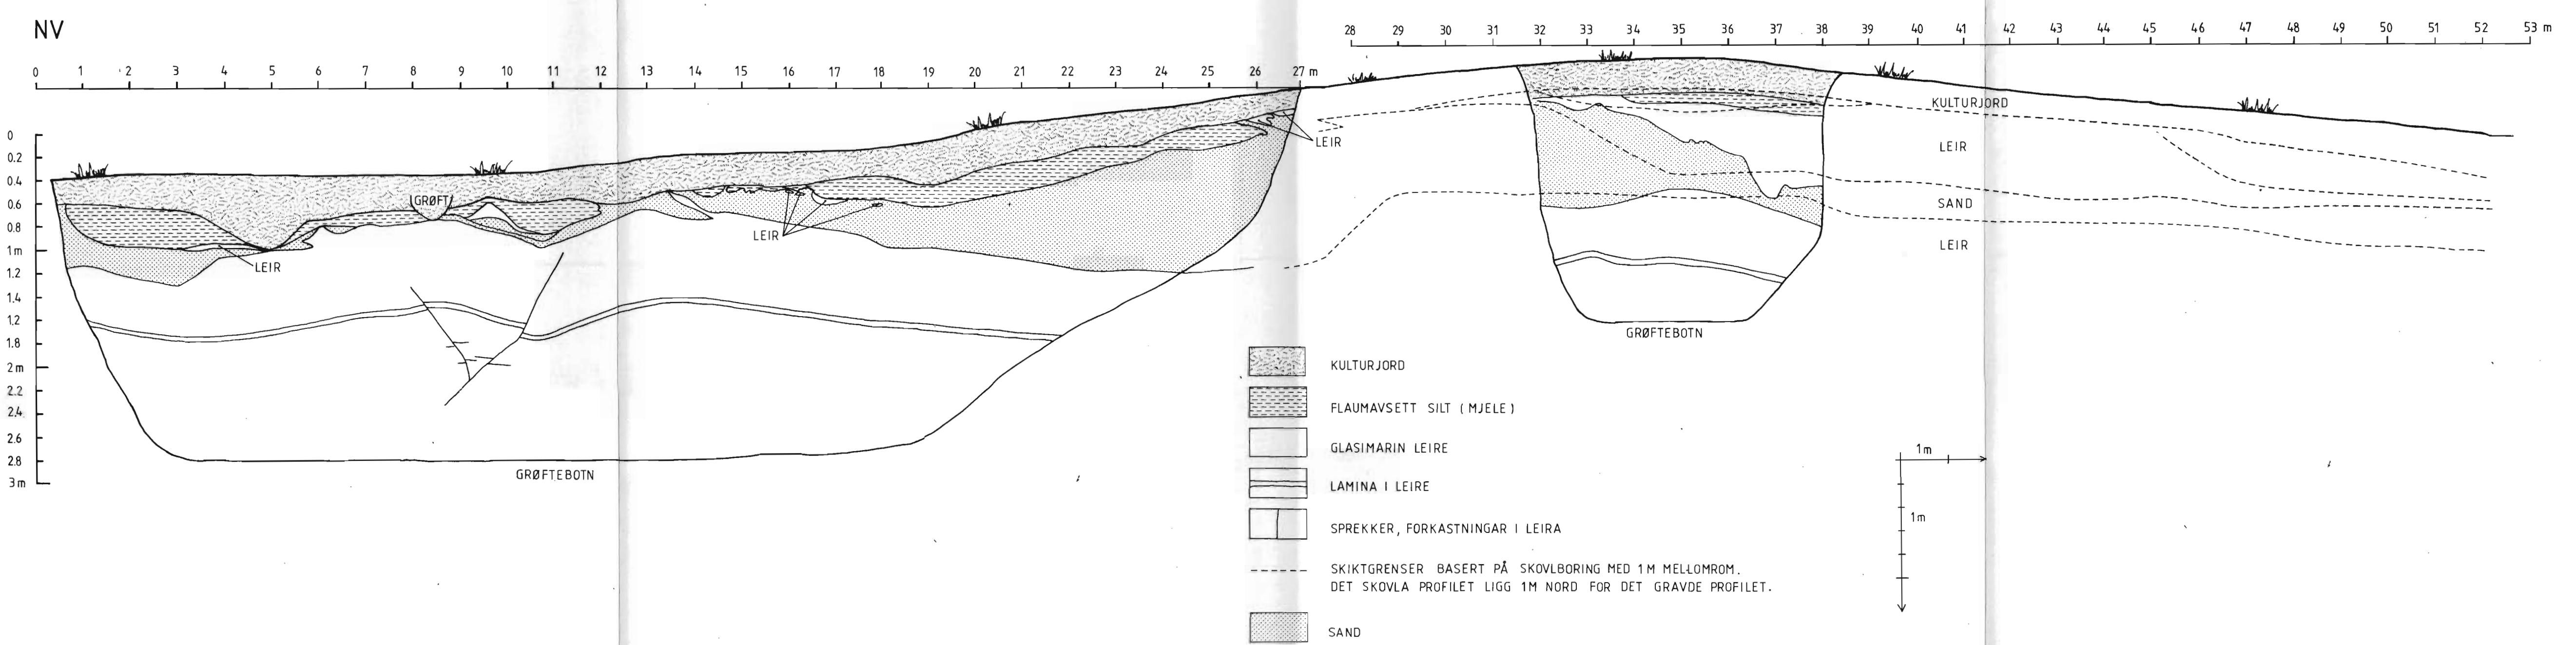 NV
28 29 30 31 32 33 34 35 36 37 38 39 40 41 42 43 44 45 46 47 48 49 50 51 52 53 m
0 1 2 3 4 5 6 7 8 9 10 11 12 13 14 15 16 17 18 19 20 21 22 23 24 25 26 27 m
0
0.2
0.4
0.6
0.8
1m
1.2
1.4
1.2
1.8
2m
2.2
2.4
2.6
2.8
3m
GRØFT
LEIR
LEIR
LEIR
GRØFTEBOTN
KULTURJORD
LEIR
SAND
LEIR
GRØFTEBOTN
KULTURJORD
FLAUMAVSETT SILT (MJELE)
GLASIMARIN LEIRE
LAMINA I LEIRE
SPREKKER, FORKASTNINGAR I LEIRA
SKIKTGRENSER BASERT PÅ SKOVLBORING MED 1M MELLOMROM.
DET SKOVLA PROFILET LIGG 1M NORD FOR DET GRAVDE PROFILET.
SAND
1m
1m